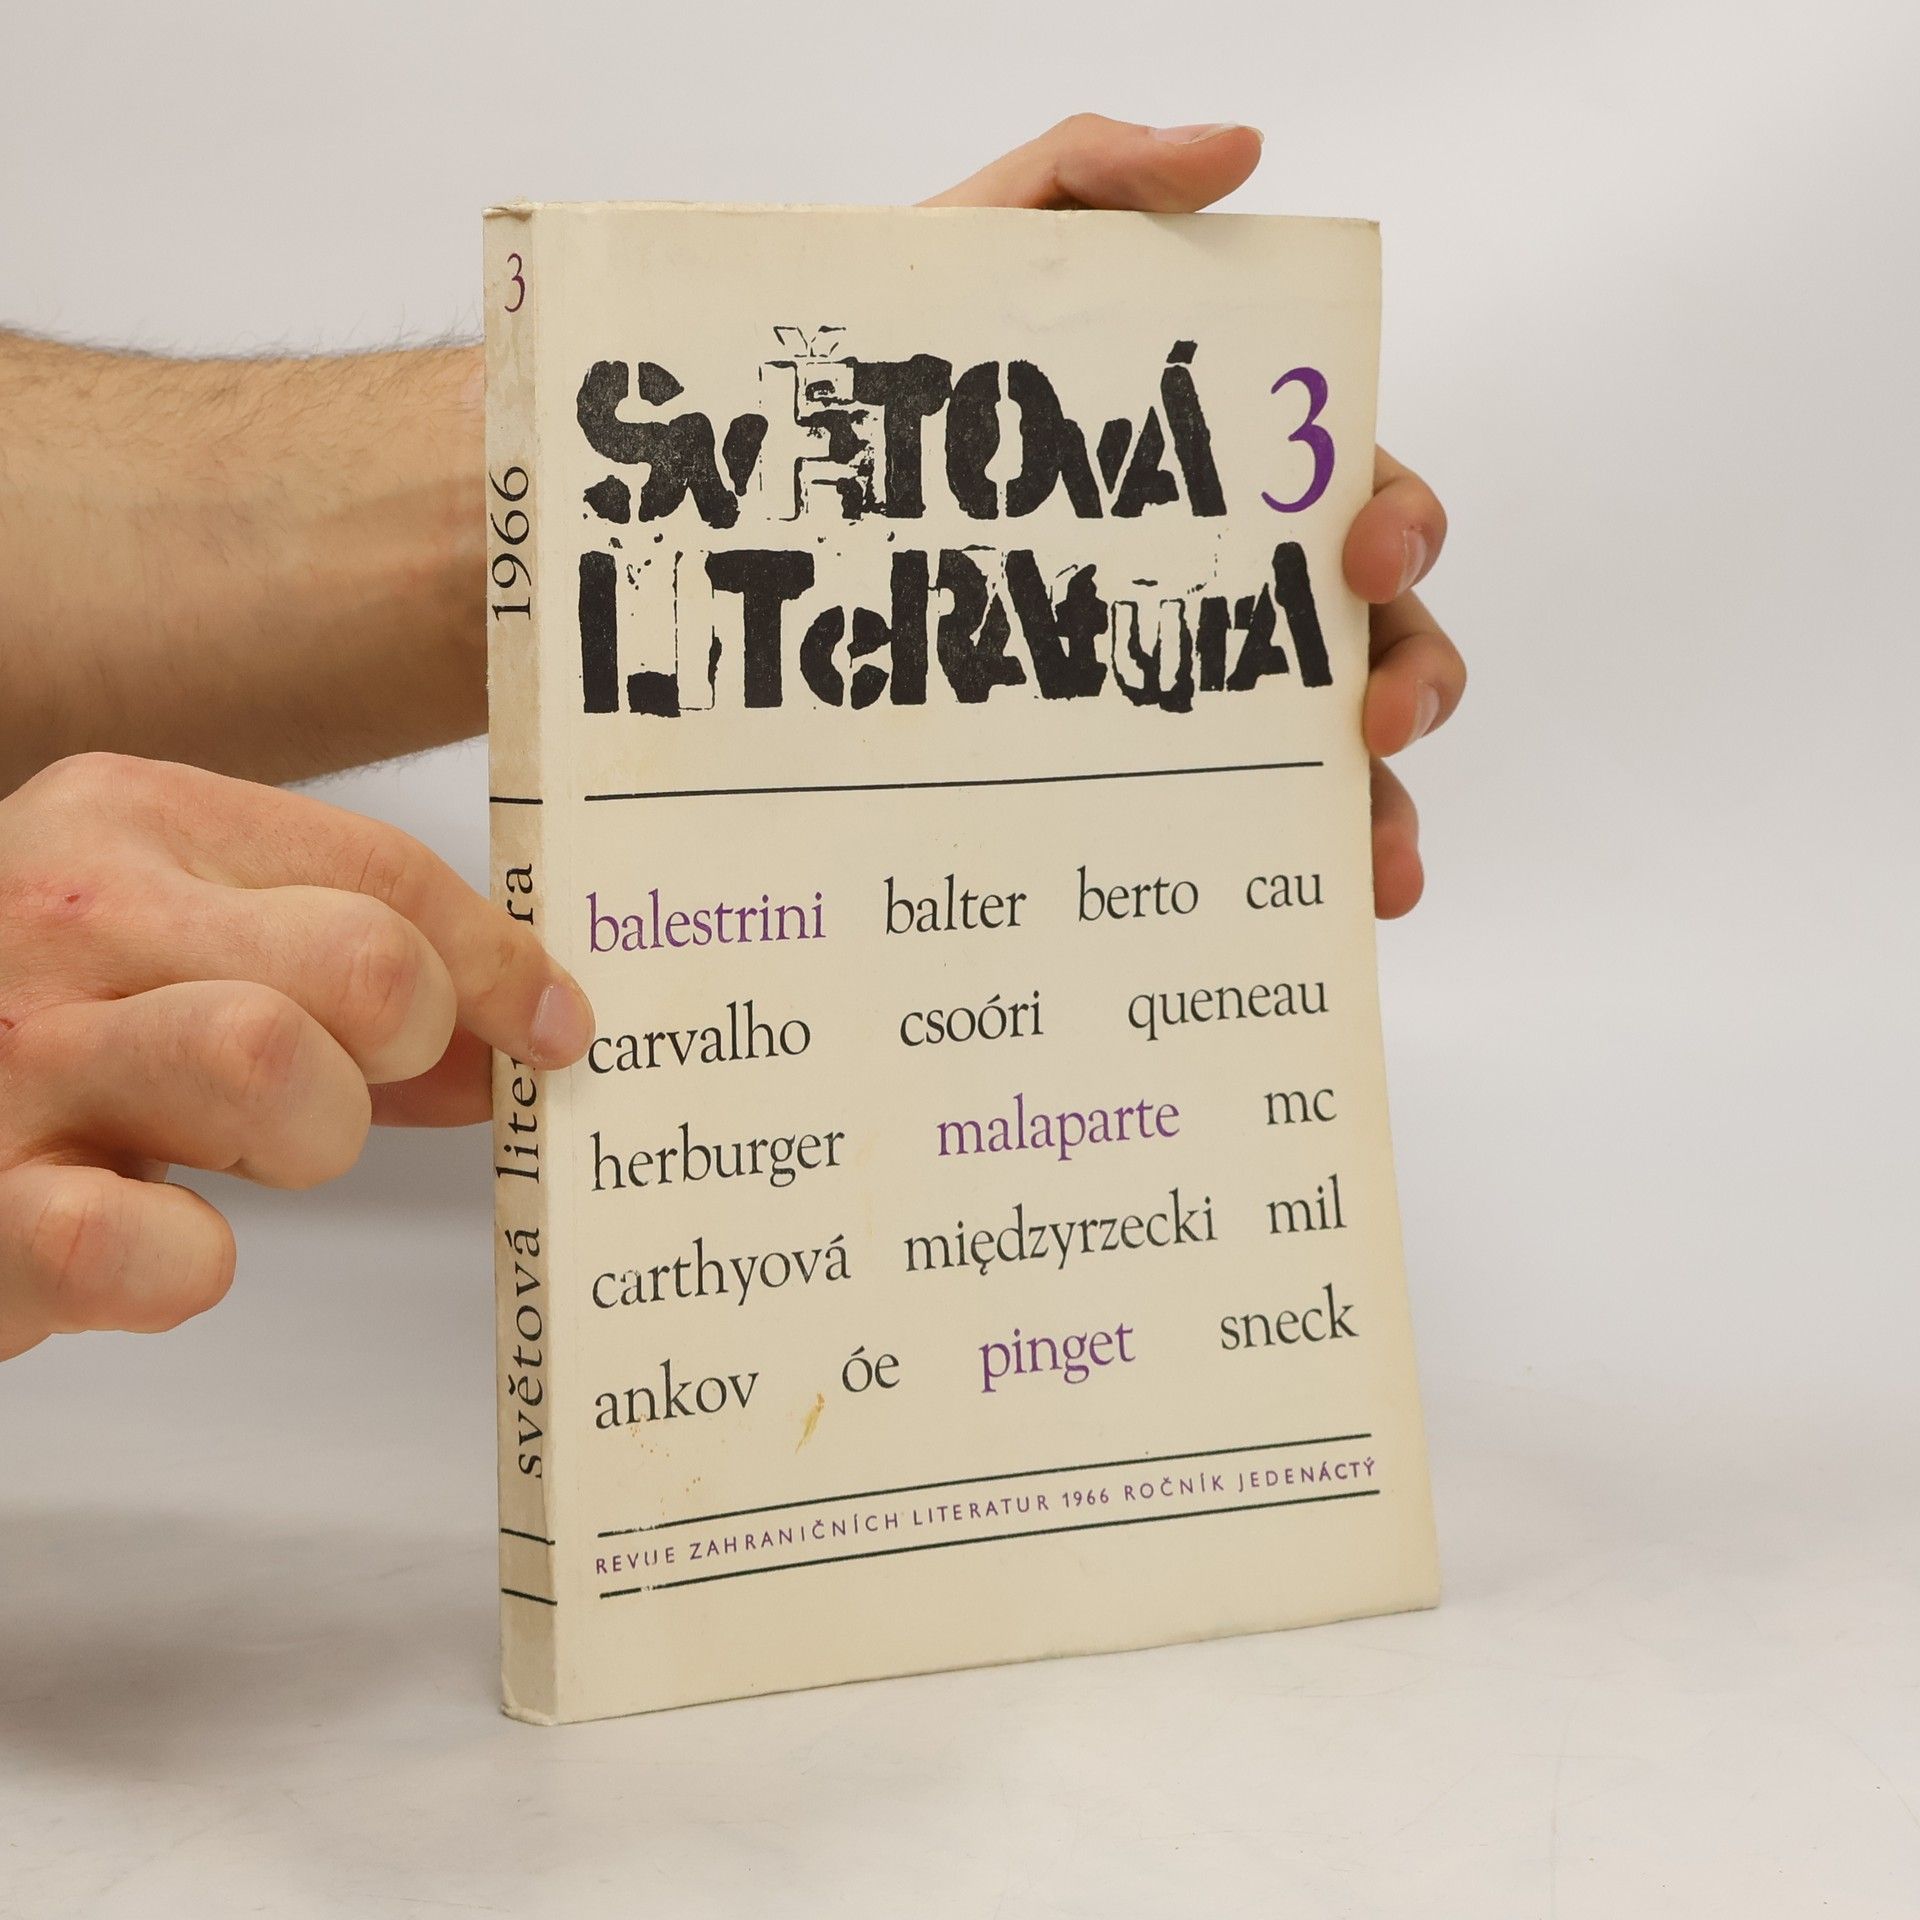 3
1966
světová liter ra
SVĚTOVÁ 3
LITERATURA
balestrini balter berto cau
carvalho csoóri queneau
herburger malaparte mc
carthyová międzyrzecki mil
ankov óe pinget sneck
REVUE ZAHRANIČNÍCH LITERATUR 1966 ROČNÍK JEDENÁCTÝ